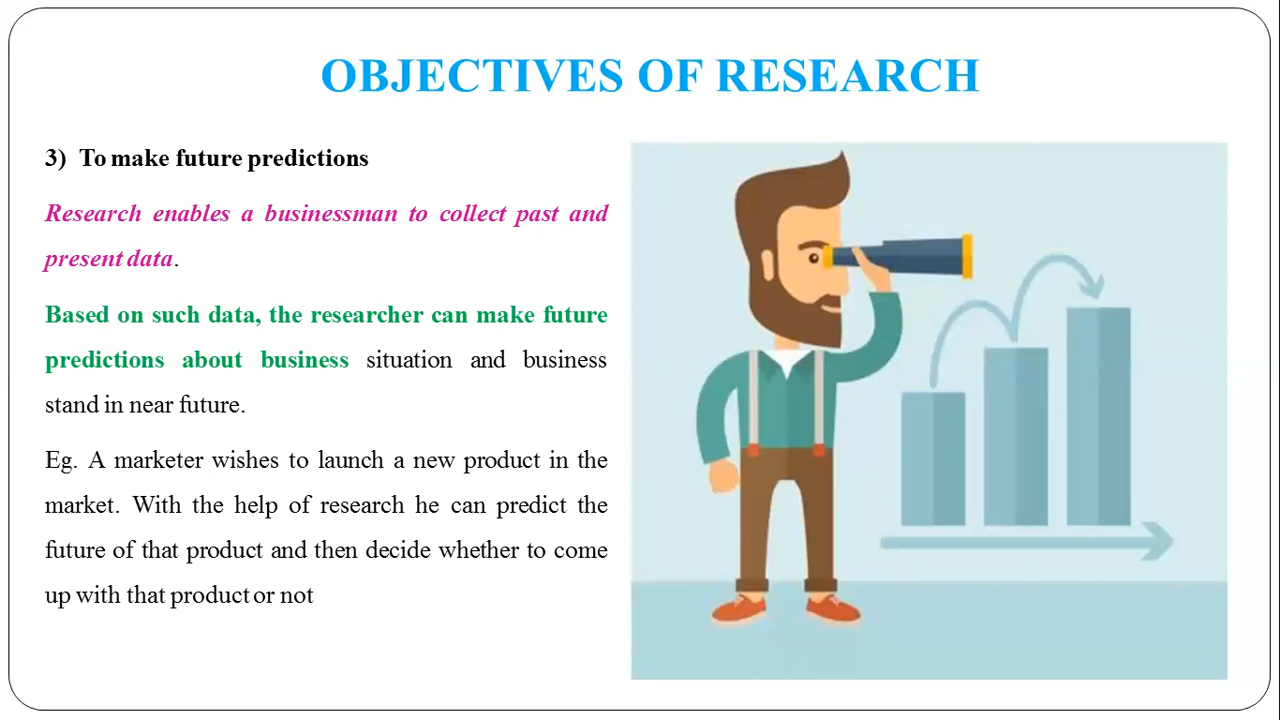 OBJECTIVES OF RESEARCH
3) To make future predictions
Research enables a businessman to collect past and
present data.
Based on such data, the researcher can make future
predictions about business situation and business
stand in near future.
Eg. A marketer wishes to launch a new product in the
market. With the help of research he can predict the
future of that product and then decide whether to come
up with that product or not